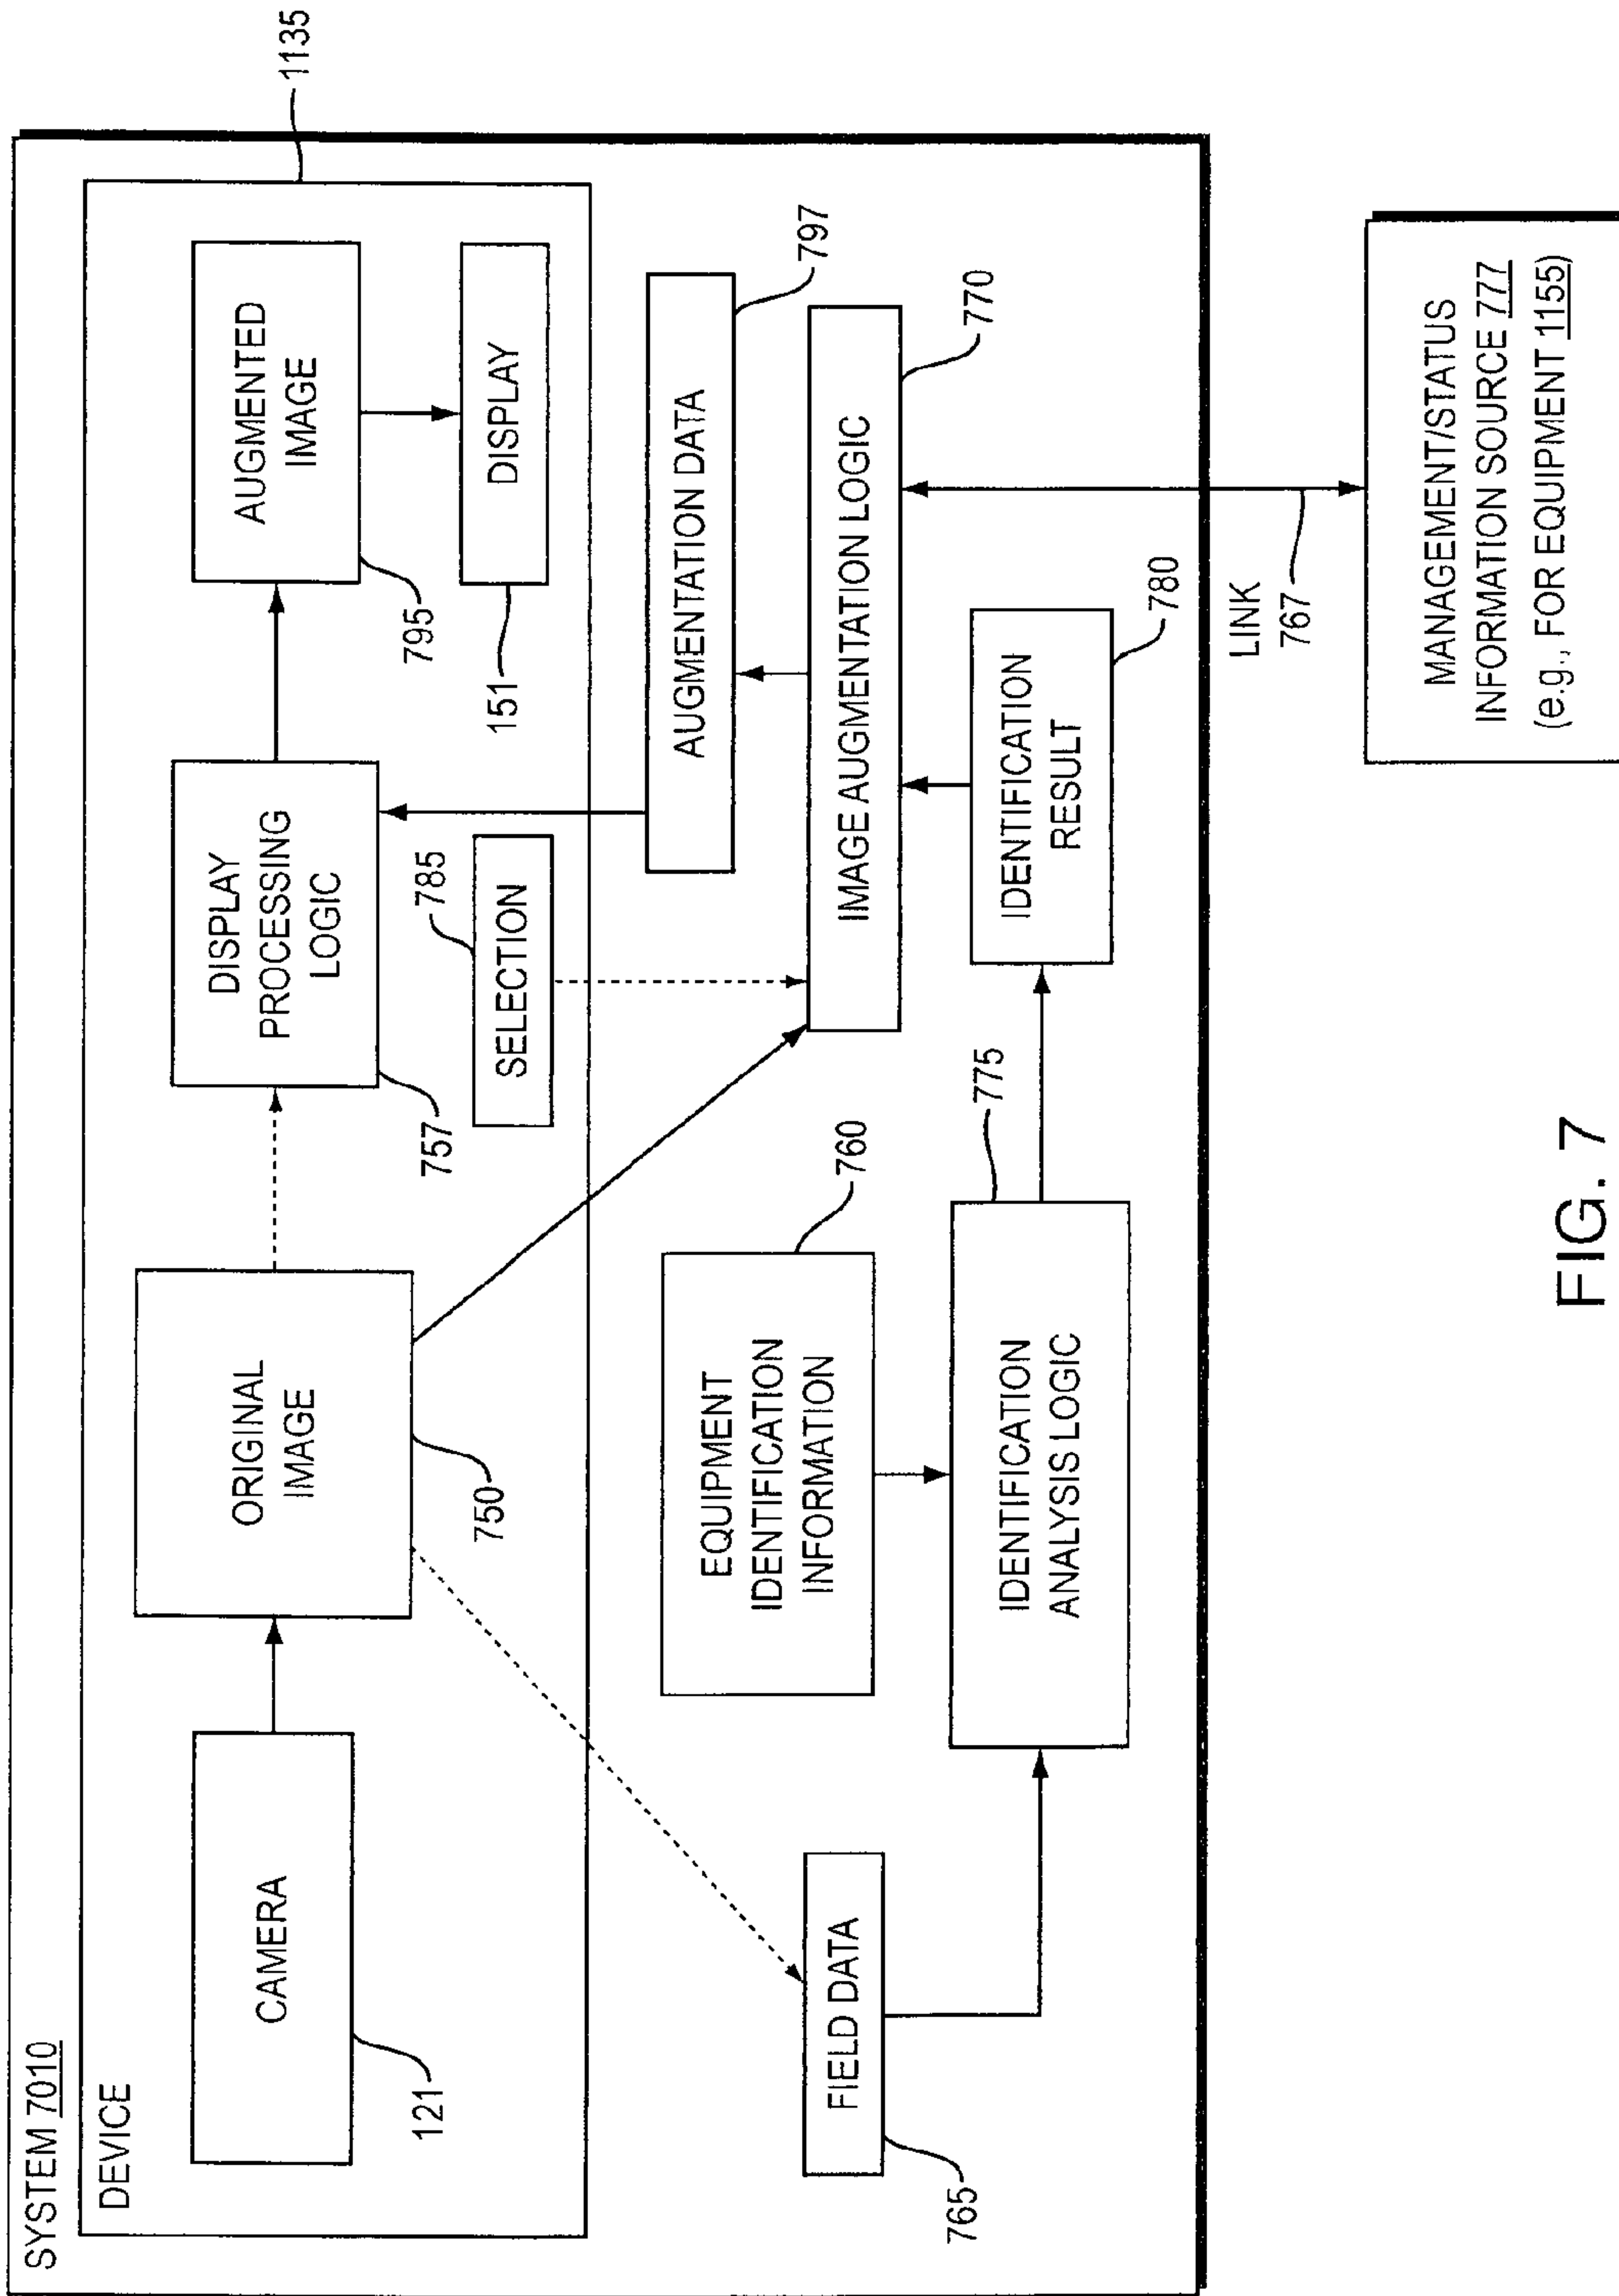 SYSTEM 7010
DEVICE
1135
CAMERA
121
ORIGINAL
IMAGE
750
DISPLAY
PROCESSING
LOGIC
757
AUGMENTED
IMAGE
795
DISPLAY
151
SELECTION
785
AUGMENTATION DATA
797
IMAGE AUGMENTATION LOGIC
770
FIELD DATA
765
EQUIPMENT
IDENTIFICATION
INFORMATION
760
IDENTIFICATION
ANALYSIS LOGIC
775
IDENTIFICATION
RESULT
780
LINK
767
MANAGEMENT/STATUS
INFORMATION SOURCE 777
(e.g., FOR EQUIPMENT 1155)
FIG. 7